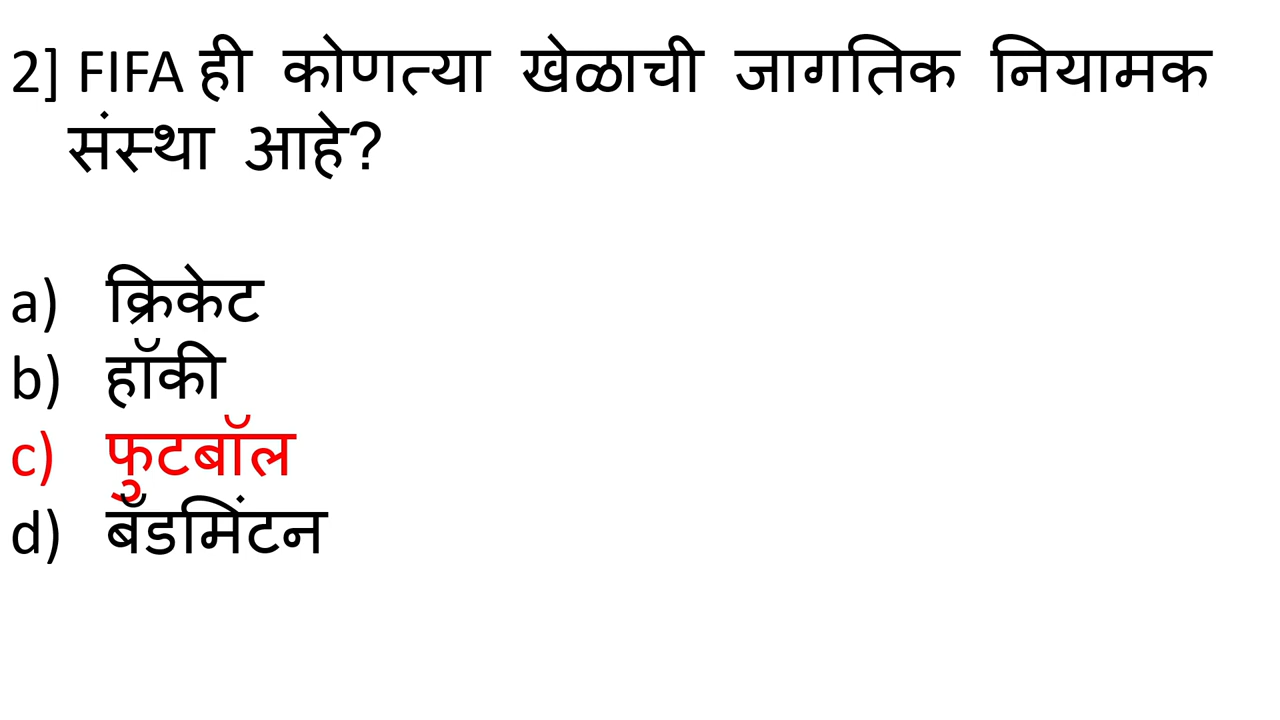 2] FIFA ही कोणत्या खेळाची जागतिक नियामक
संस्था आहे?
a) क्रिकेट
b) हॉकी
c) फुटबॉल
d) बॅडमिंटन